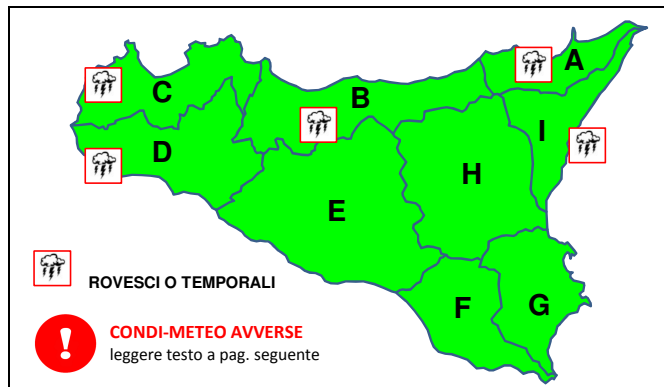 A
B
C
I
D
H
E
F
G
ROVESCI O TEMPORALI
!
CONDI-METEO AVVERSE
leggere testo a pag. seguente